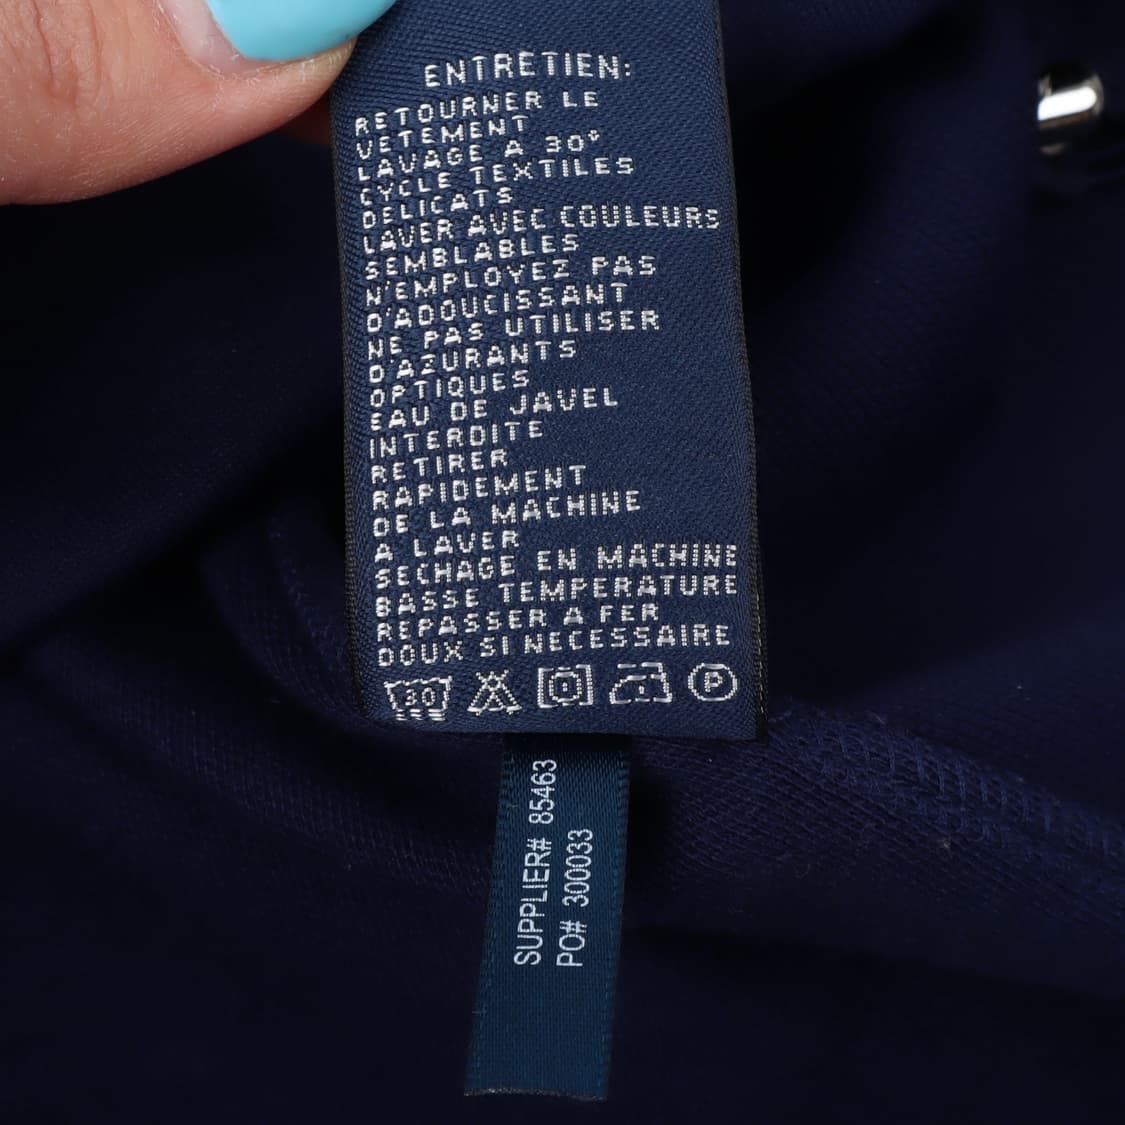 ENTRETIEN:
RETOURNER LE
VETEMENT
LAVAGE A 30°
CYCLE TEXTILES
DELICATS
LAVER AVEC COULEURS
SEMBLABLES
N'EMPLOYEZ PAS
D'ADOUCISSANT
NE PAS UTILISER
D'AZURANTS
OPTIQUES
EAU DE JAVEL
INTERDITE
RETIRER
RAPIDEMENT
DE LA MACHINE
A LAVER
SECHAGE EN MACHINE
BASSE TEMPERATURE
REPASSER A FER
DOUX SI NECESSAIRE
30 P
SUPPLIER# 85463
PO# 300033